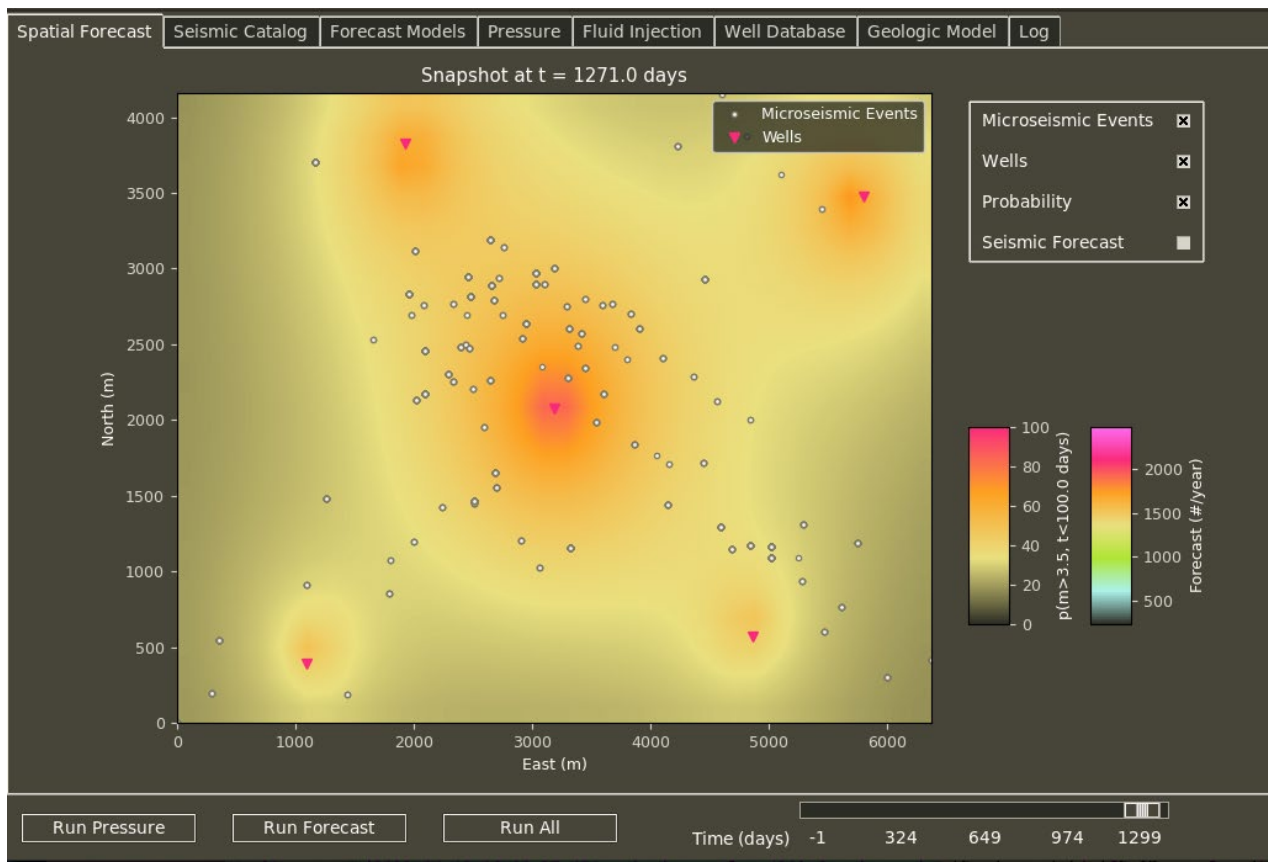 Spatial Forecast Seismic Catalog Forecast Models Pressure Fluid Injection Well Database Geologic Model Log
Snapshot at t = 1271.0 days
Microseismic Events
Wells
4000
3500
3000
2500
2000
1500
1000
500
0
North (m)
0 1000 2000 3000 4000 5000 6000
East (m)
Microseismic Events
Wells
Probability
Seismic Forecast
100
80
60
40
20
0
p(m>3.5, t<100.0 days)
2000
1500
1000
500
Forecast (#/year)
Run Pressure Run Forecast Run All
Time (days) -1 324 649 974 1299